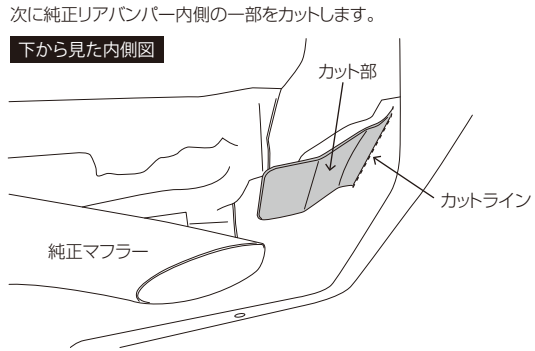 次に純正リアバンパー内側の一部をカットします。
下から見た内側図
カット部
カットライン
純正マフラー